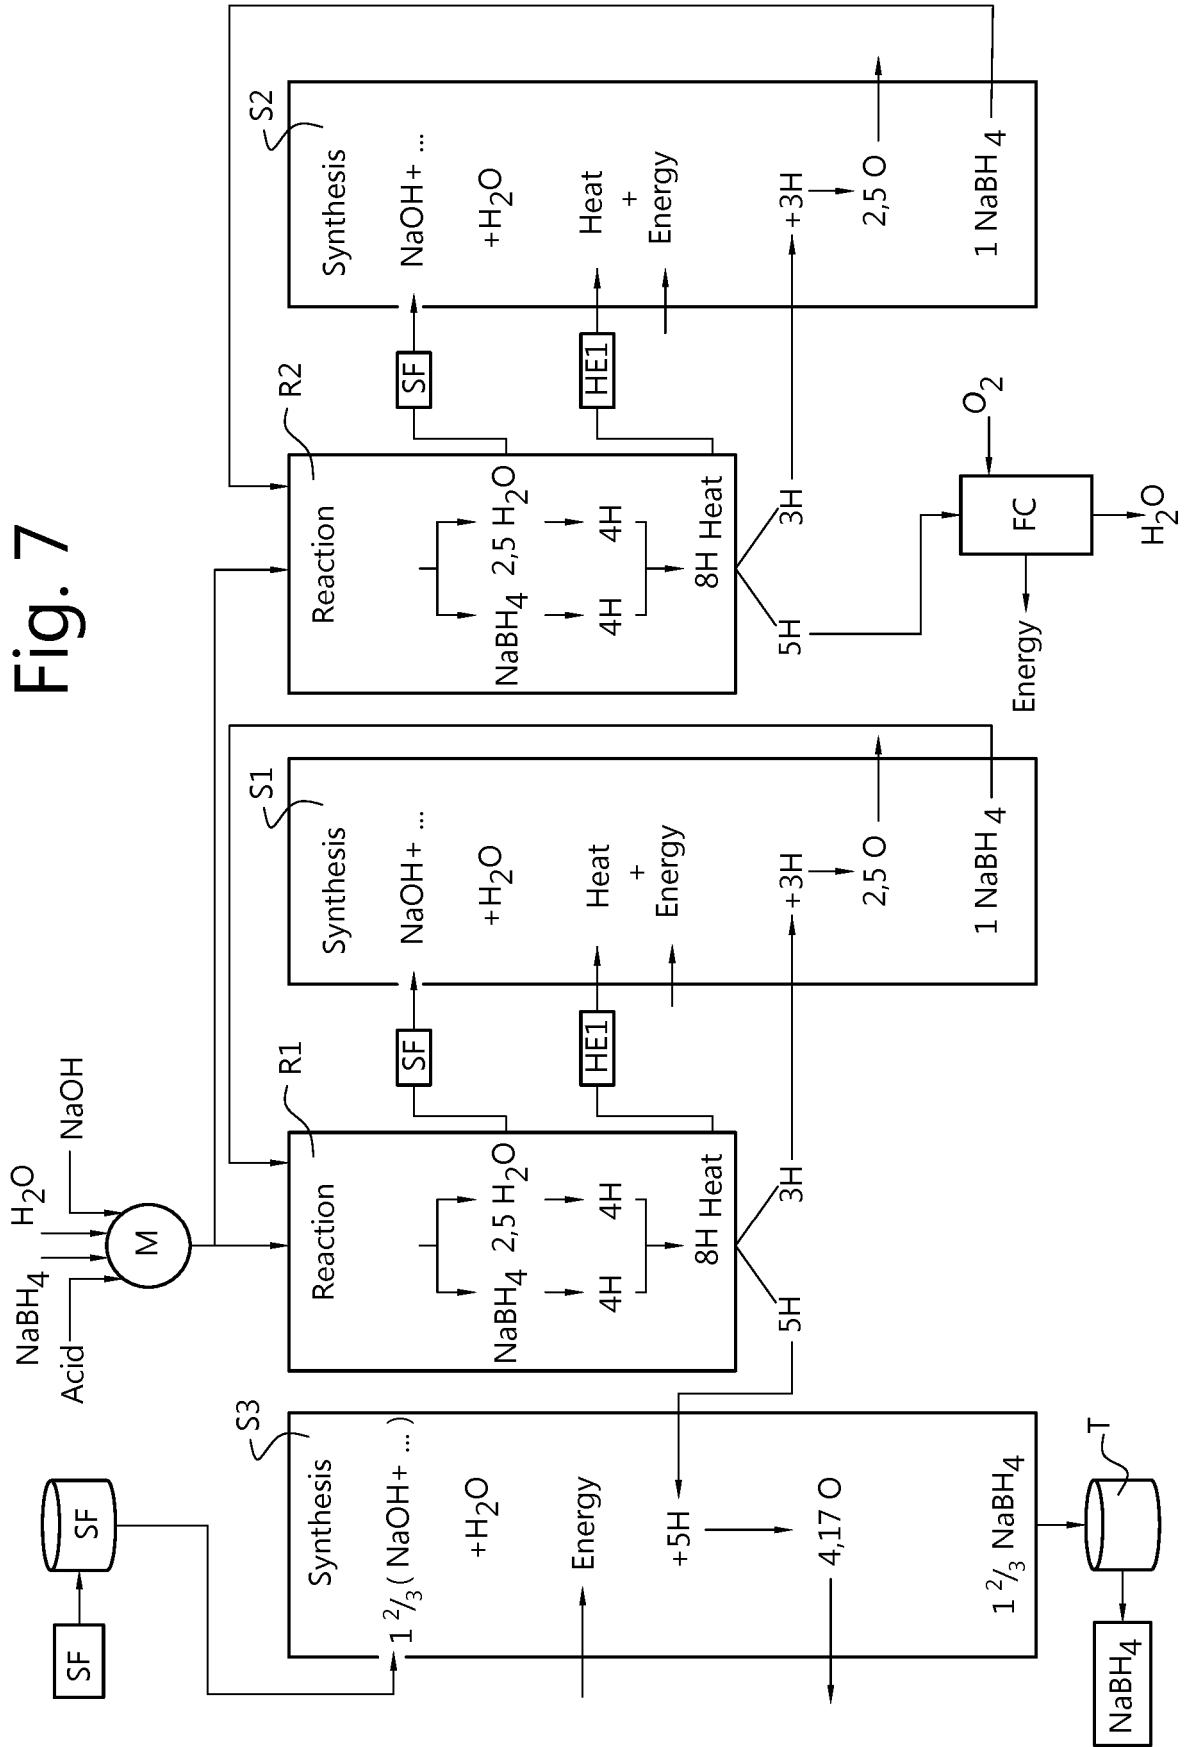 Fig. 7
SF
SF
S3
Synthesis
1 2/3 ( NaOH + ... )
+H2O
Energy
+5H
4,17 O
1 2/3 NaBH4
T
NaBH4
Acid
NaBH4
H2O
NaOH
M
R1
Reaction
NaBH4 2,5 H2O
4H 4H
8H Heat
5H 3H
SF
HE1
S1
Synthesis
NaOH + ...
+H2O
Heat
+
Energy
+3H
2,5 O
1 NaBH 4
R2
Reaction
NaBH4 2,5 H2O
4H 4H
8H Heat
5H 3H
SF
HE1
Energy
FC
O2
H2O
S2
Synthesis
NaOH + ...
+H2O
Heat
+
Energy
+3H
2,5 O
1 NaBH 4